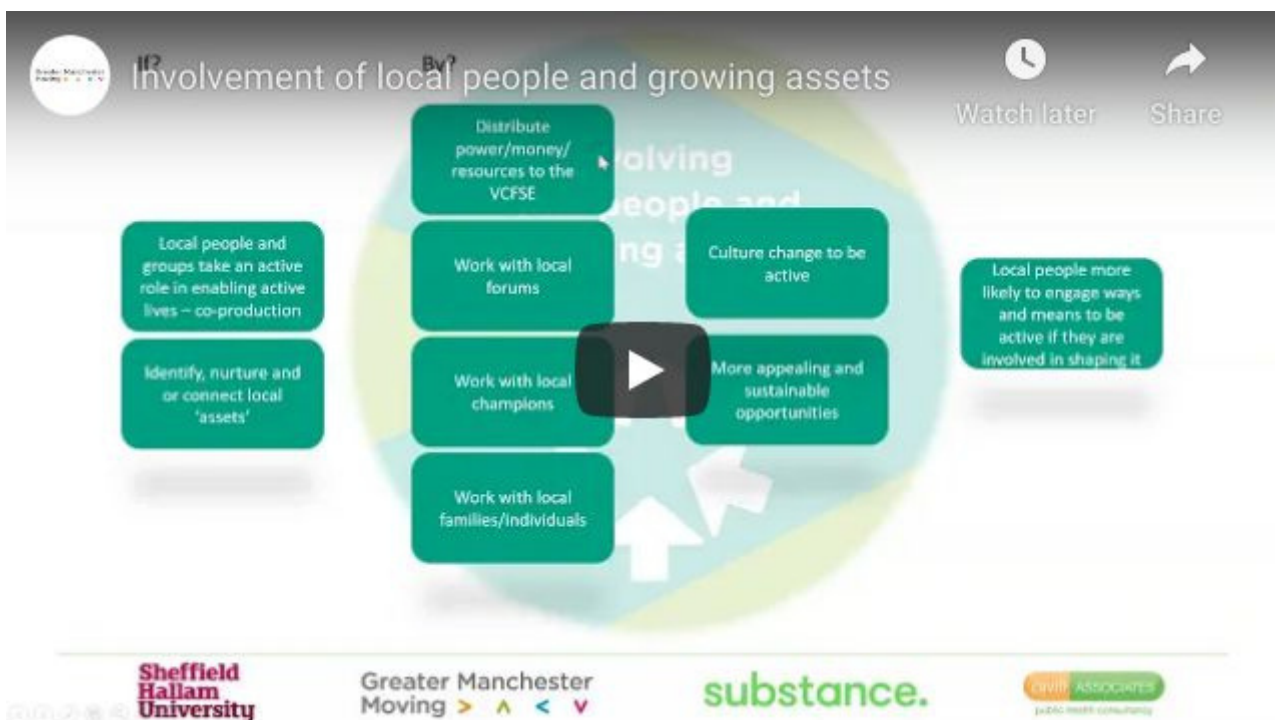 If?
By?
Involvement of local people and growing assets
Watch later
Share
Local people and
groups take an active
role in enabling active
lives – co-production
Identify, nurture and
or connect local
'assets'
Distribute
power/money/
resources to the
VCFSE
Work with local
forums
Work with local
champions
Work with local
families/individuals
volving
people and
ng
Culture change to be
active
More appealing and
sustainable
opportunities
Local people more
likely to engage ways
and means to be
active if they are
involved in shaping it
Sheffield
Hallam
University
Greater Manchester
Moving > ʌ < v
substance.
ASSOCIATES
public health consultancy